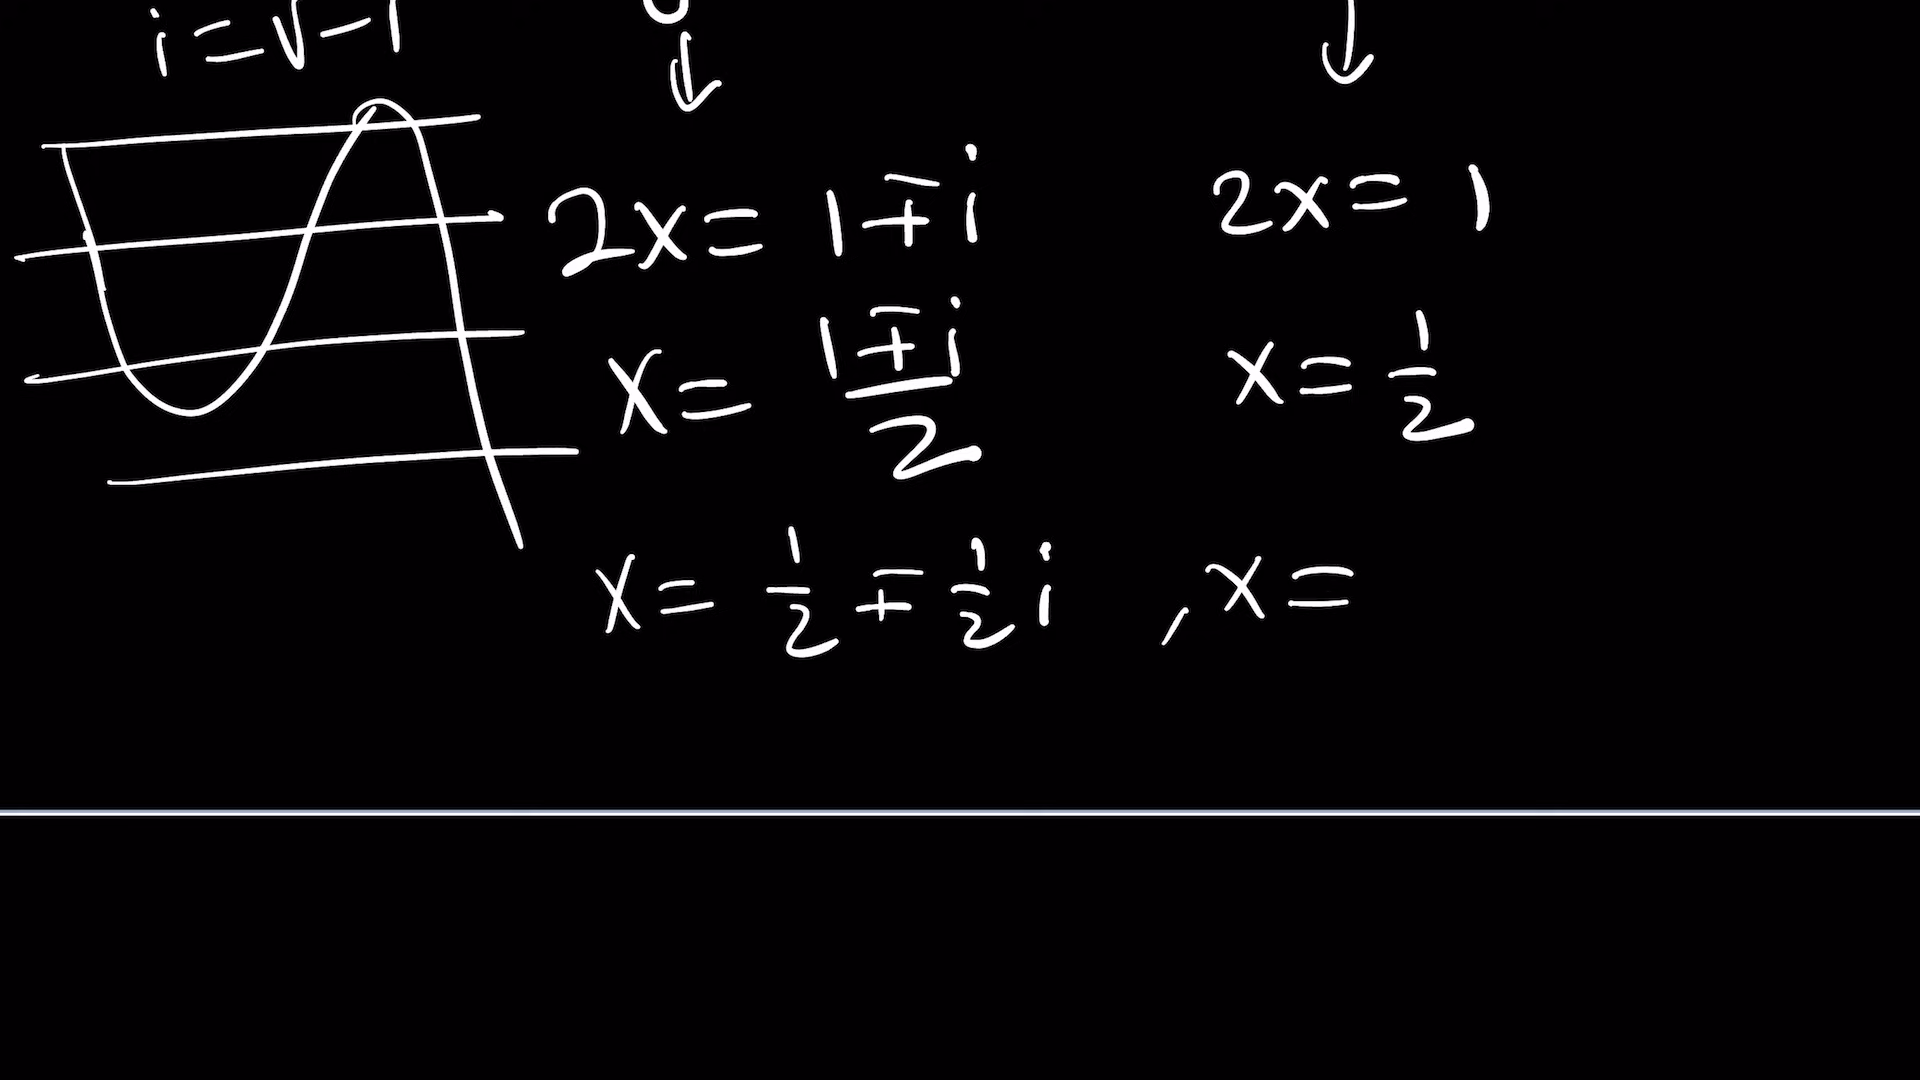 i = √-1
2x = 1 ∓ i
2x = 1
x = (1 ∓ i)/2
x = 1/2
x = 1/2 ∓ 1/2 i , x =